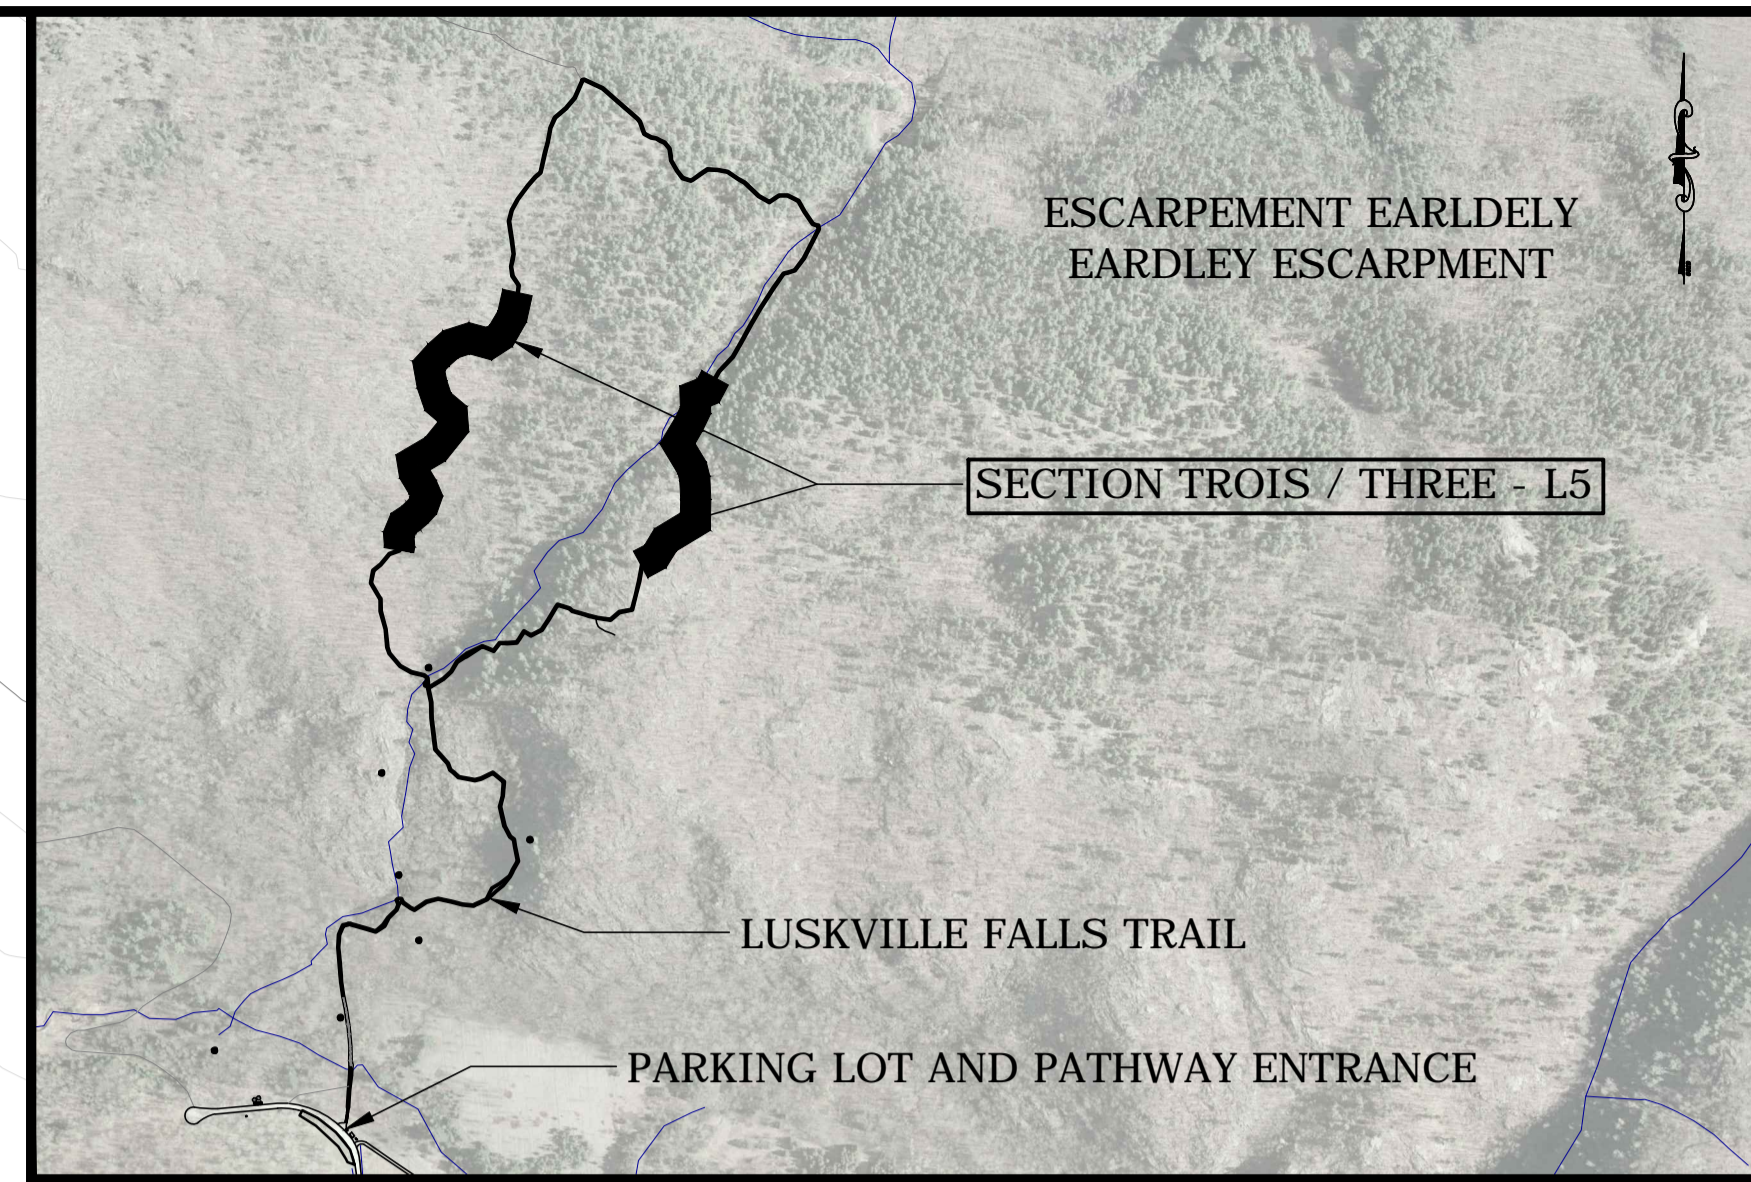 ESCARPEMENT EARLDELY
EARDLEY ESCARPMENT
SECTION TROIS / THREE - L5
LUSKVILLE FALLS TRAIL
PARKING LOT AND PATHWAY ENTRANCE